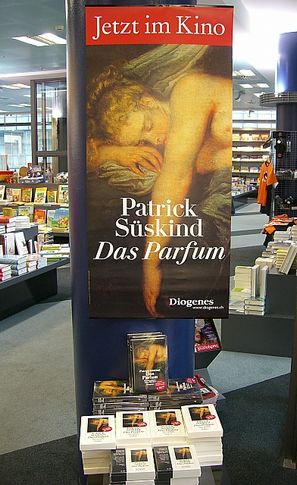 Jetzt im Kino
Patrick
Süskind
Das Parfum
Diogenes
www.diogenes.ch